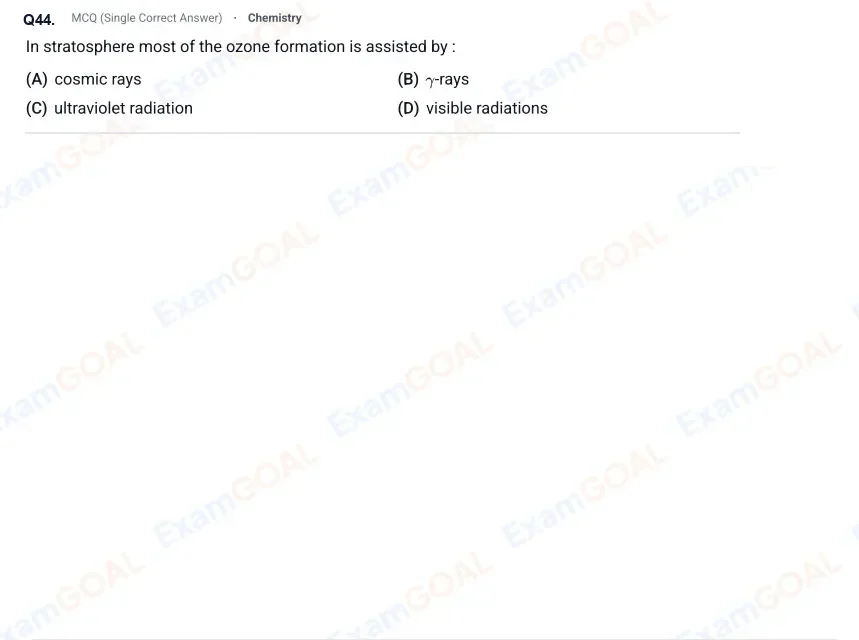 Q44. MCQ (Single Correct Answer) · Chemistry
In stratosphere most of the ozone formation is assisted by :
(A) cosmic rays (B) γ-rays
(C) ultraviolet radiation (D) visible radiations
ExamGOAL